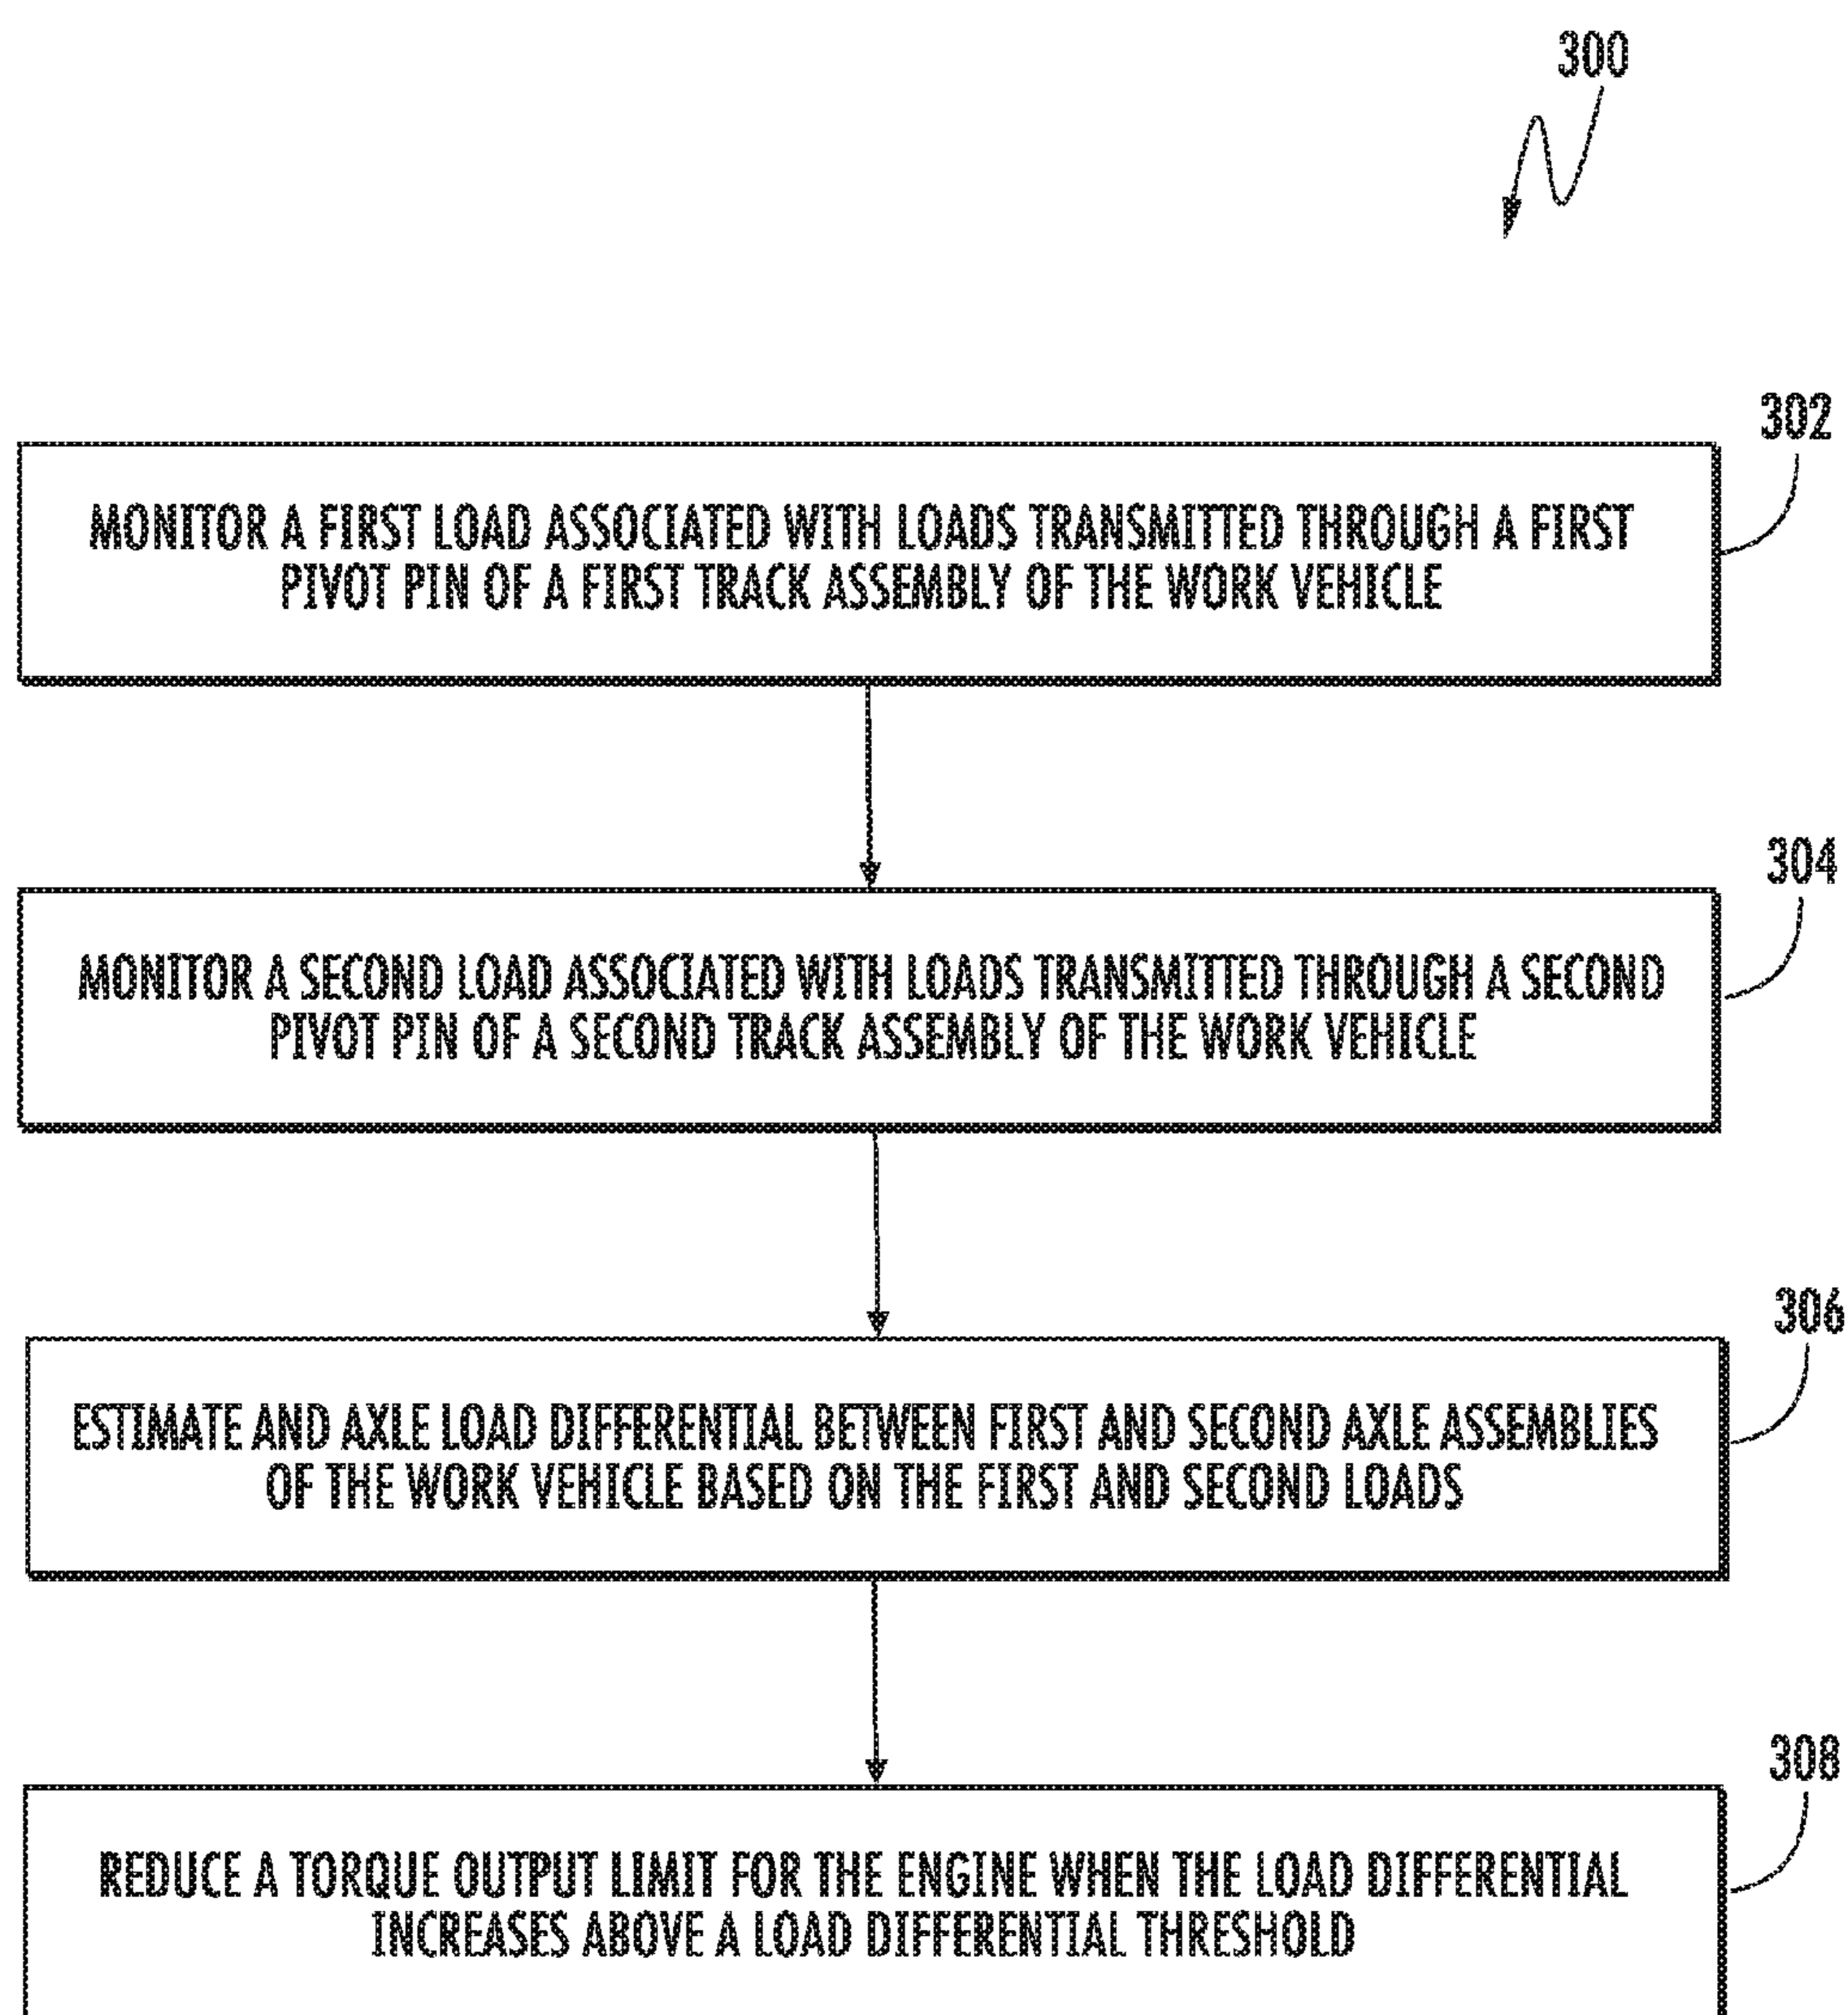 300
302
MONITOR A FIRST LOAD ASSOCIATED WITH LOADS TRANSMITTED THROUGH A FIRST
PIVOT PIN OF A FIRST TRACK ASSEMBLY OF THE WORK VEHICLE
304
MONITOR A SECOND LOAD ASSOCIATED WITH LOADS TRANSMITTED THROUGH A SECOND
PIVOT PIN OF A SECOND TRACK ASSEMBLY OF THE WORK VEHICLE
306
ESTIMATE AND AXLE LOAD DIFFERENTIAL BETWEEN FIRST AND SECOND AXLE ASSEMBLIES
OF THE WORK VEHICLE BASED ON THE FIRST AND SECOND LOADS
308
REDUCE A TORQUE OUTPUT LIMIT FOR THE ENGINE WHEN THE LOAD DIFFERENTIAL
INCREASES ABOVE A LOAD DIFFERENTIAL THRESHOLD